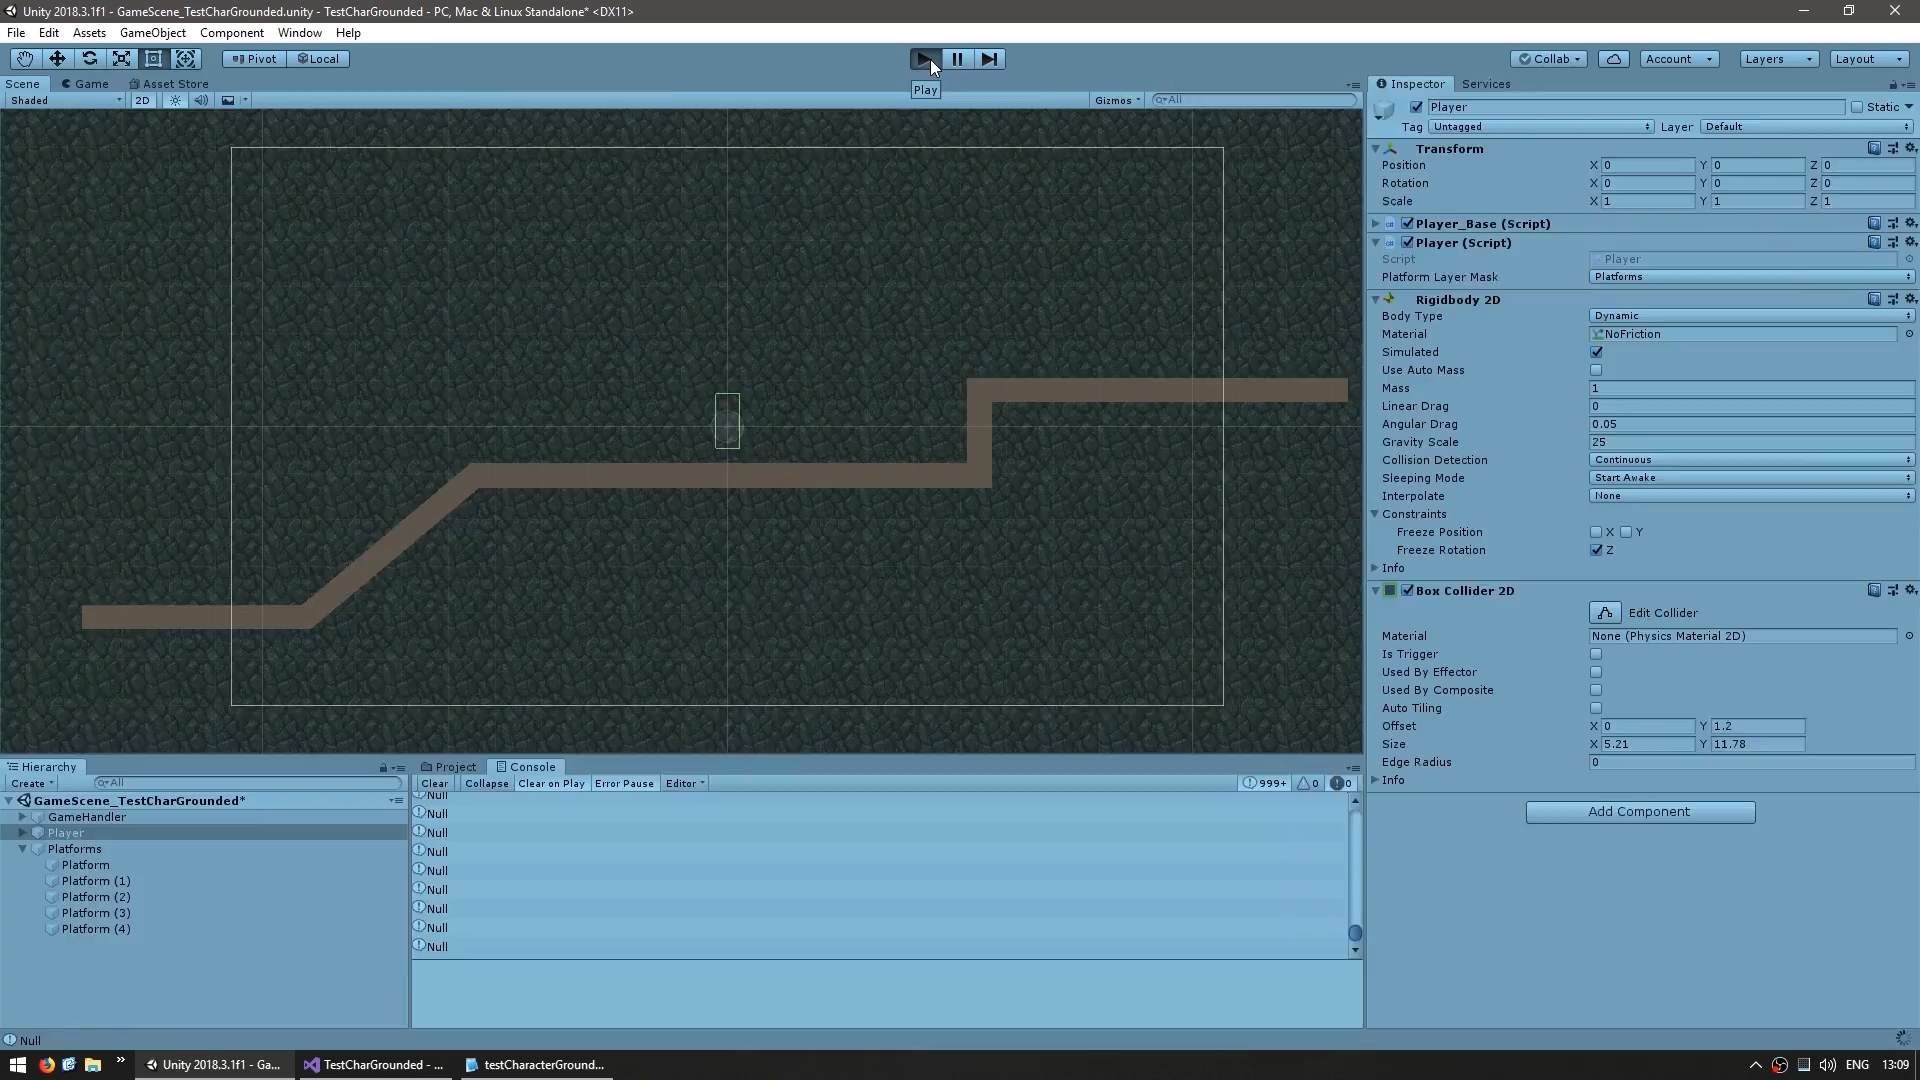 Unity 2018.3.1f1 - GameScene_TestCharGrounded.unity - TestCharGrounded - PC, Mac & Linux Standalone* <DX11>
File Edit Assets GameObject Component Window Help
Pivot Local Collab Account Layers Layout
Play
Scene Game Asset Store
Shaded 2D Gizmos All
Inspector Services
Player Static
Tag Untagged Layer Default
Transform
Position X 0 Y 0 Z 0
Rotation X 0 Y 0 Z 0
Scale X 1 Y 1 Z 1
Player_Base (Script)
Player (Script)
Script Player
Platform Layer Mask Platforms
Rigidbody 2D
Body Type Dynamic
Material NoFriction
Simulated
Use Auto Mass
Mass 1
Linear Drag 0
Angular Drag 0.05
Gravity Scale 25
Collision Detection Continuous
Sleeping Mode Start Awake
Interpolate None
Constraints
Freeze Position X Y
Freeze Rotation Z
Info
Box Collider 2D
Edit Collider
Material None (Physics Material 2D)
Is Trigger
Used By Effector
Used By Composite
Auto Tiling
Offset X 0 Y 1.2
Size X 5.21 Y 11.78
Edge Radius 0
Info
Add Component
Hierarchy
Create All
GameScene_TestCharGrounded*
GameHandler
Player
Platforms
Platform
Platform (1)
Platform (2)
Platform (3)
Platform (4)
Project Console
Clear Collapse Clear on Play Error Pause Editor 999+ 0 0
Null
Null
Null
Null
Null
Null
Null
Null
Null
Null
Unity 2018.3.1f1 - Ga... TestCharGrounded - ... testCharacterGround... ENG 13:09